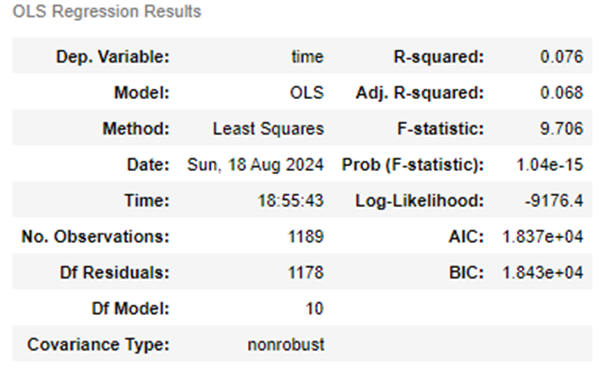 OLS Regression Results
Dep. Variable: time R-squared: 0.076
Model: OLS Adj. R-squared: 0.068
Method: Least Squares F-statistic: 9.706
Date: Sun, 18 Aug 2024 Prob (F-statistic): 1.04e-15
Time: 18:55:43 Log-Likelihood: -9176.4
No. Observations: 1189 AIC: 1.837e+04
Df Residuals: 1178 BIC: 1.843e+04
Df Model: 10
Covariance Type: nonrobust